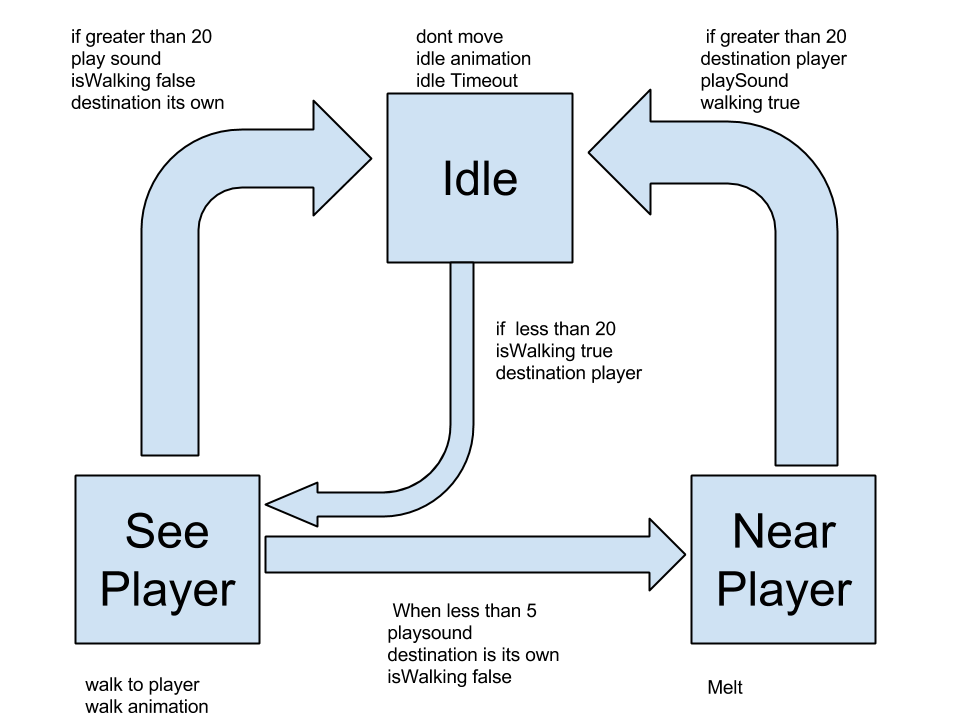 if greater than 20
play sound
isWalking false
destination its own
dont move
idle animation
idle Timeout
if greater than 20
destination player
playSound
walking true
Idle
if  less than 20
isWalking true
destination player
See
Player
Near
Player
When less than 5
playsound
destination is its own
isWalking false
walk to player
walk animation
Melt